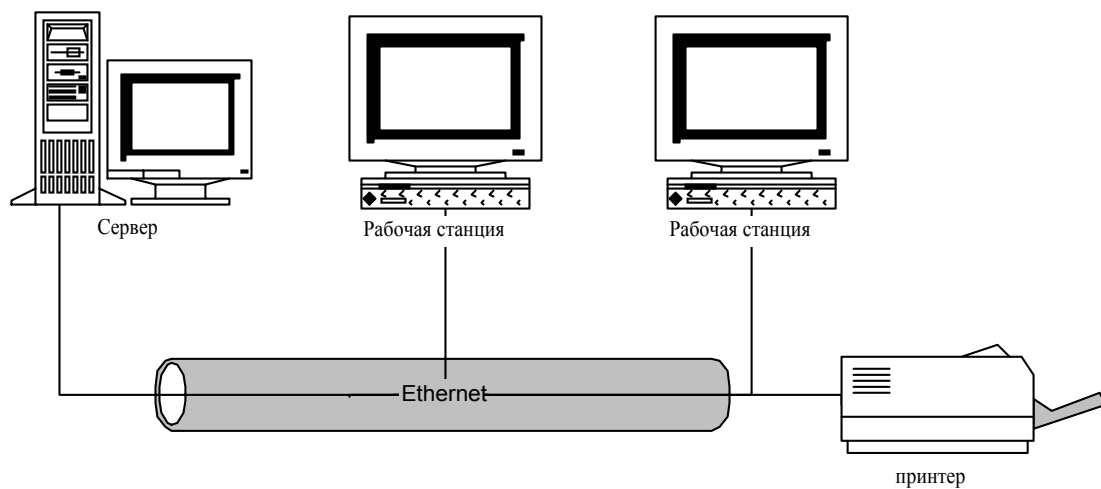 Сервер
Рабочая станция
Рабочая станция
Ethernet
принтер